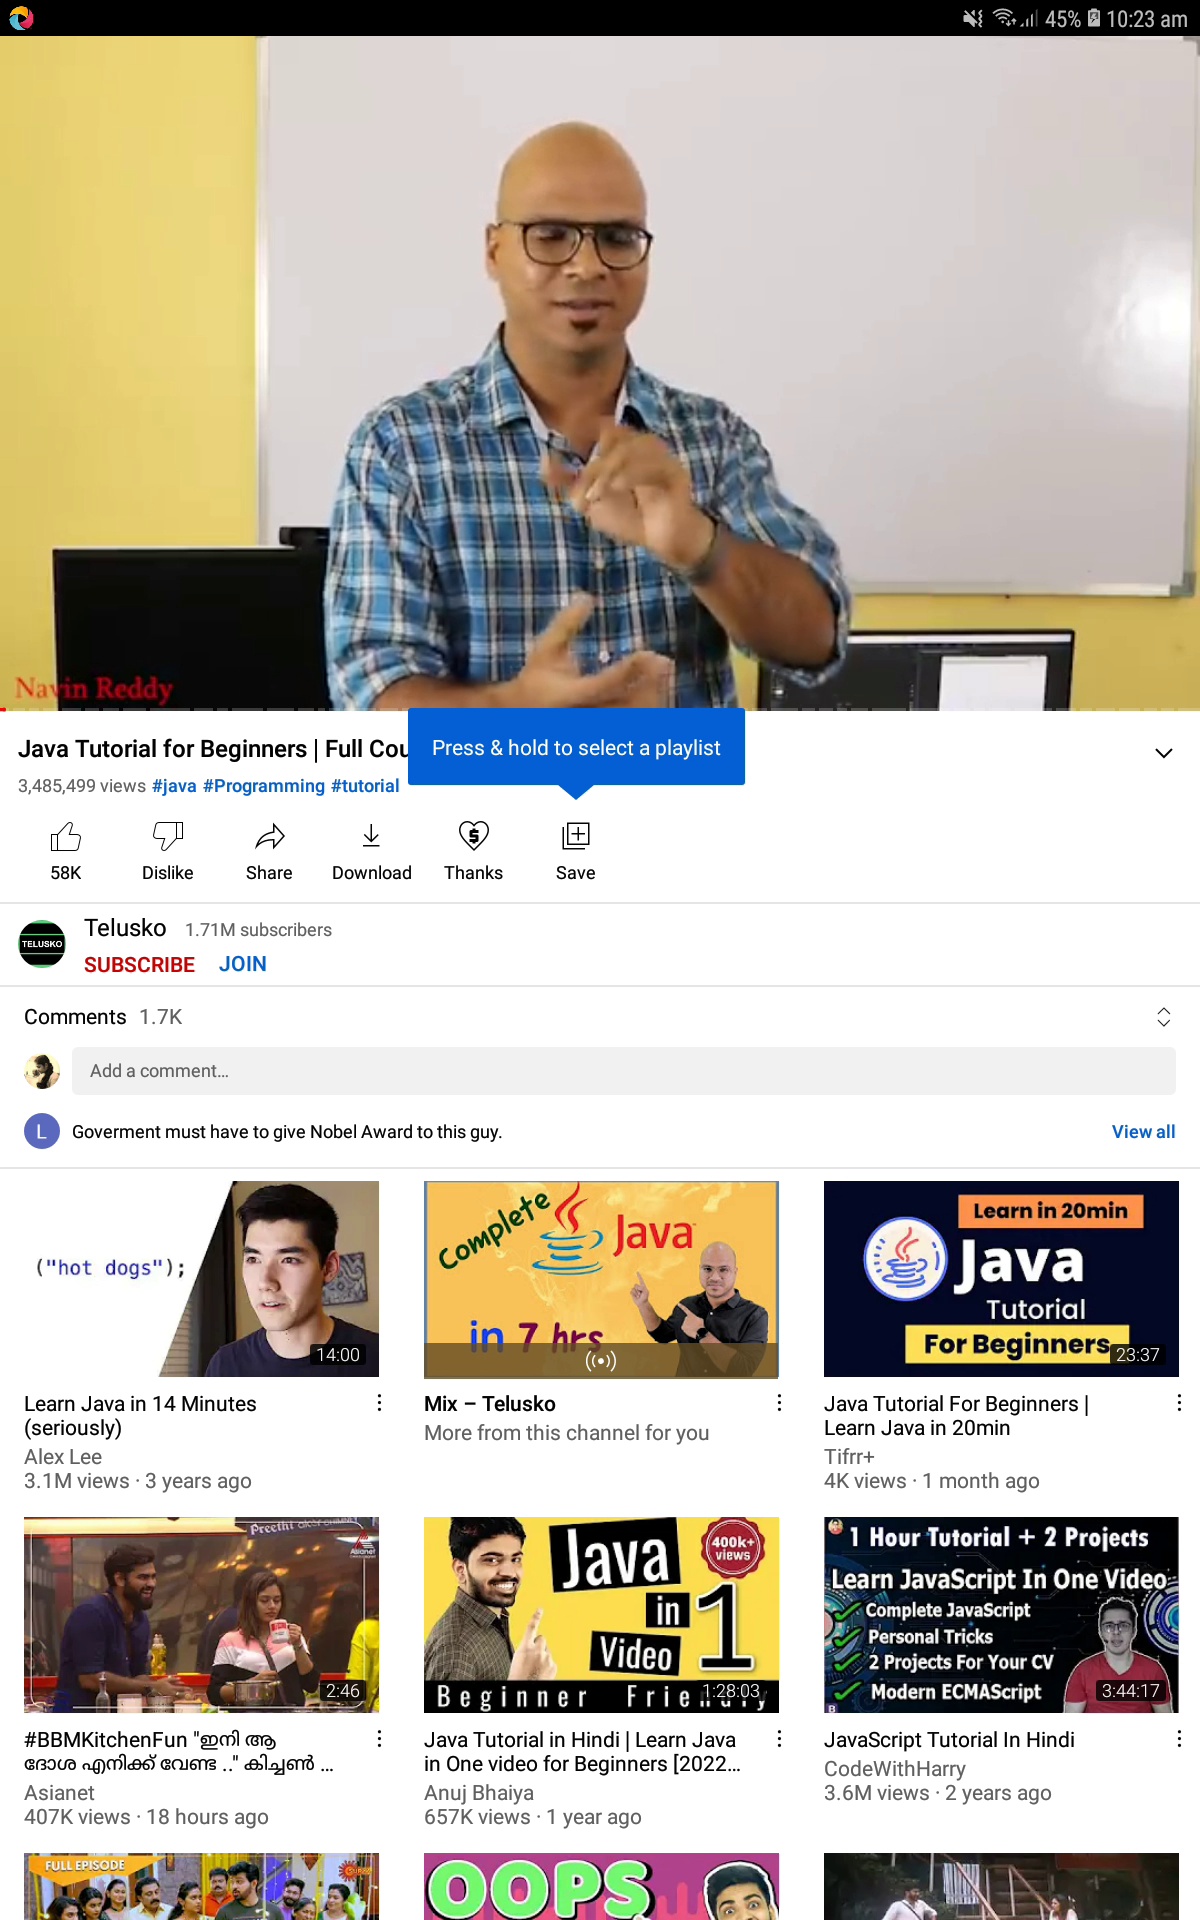 45% 10:23 am
Navin Reddy
Java Tutorial for Beginners | Full Cou
Press & hold to select a playlist
3,485,499 views #java #Programming #tutorial
58K
Dislike
Share
Download
Thanks
Save
TELUSKO
Telusko 1.71M subscribers
SUBSCRIBE JOIN
Comments 1.7K
Add a comment...
L Goverment must have to give Nobel Award to this guy. View all
("hot dogs");
14:00
Complete Java
in 7 hrs
Learn in 20min
Java
Tutorial
For Beginners
23:37
Learn Java in 14 Minutes
(seriously)
Alex Lee
3.1M views · 3 years ago
Mix – Telusko
More from this channel for you
Java Tutorial For Beginners |
Learn Java in 20min
Tifrr+
4K views · 1 month ago
Preethi
Asianet
2:46
Java
in 1
Video
400k+
views
Beginner
1:28:03
1 Hour Tutorial + 2 Projects
Learn JavaScript In One Video
Complete JavaScript
Personal Tricks
2 Projects For Your CV
Modern ECMAScript
3:44:17
#BBMKitchenFun "ഇനി ആ
ദോശ എനിക്ക് വേണ്ട .." കിച്ചൺ ...
Asianet
407K views · 18 hours ago
Java Tutorial in Hindi | Learn Java
in One video for Beginners [2022...
Anuj Bhaiya
657K views · 1 year ago
JavaScript Tutorial In Hindi
CodeWithHarry
3.6M views · 2 years ago
FULL EPISODE
OOPS